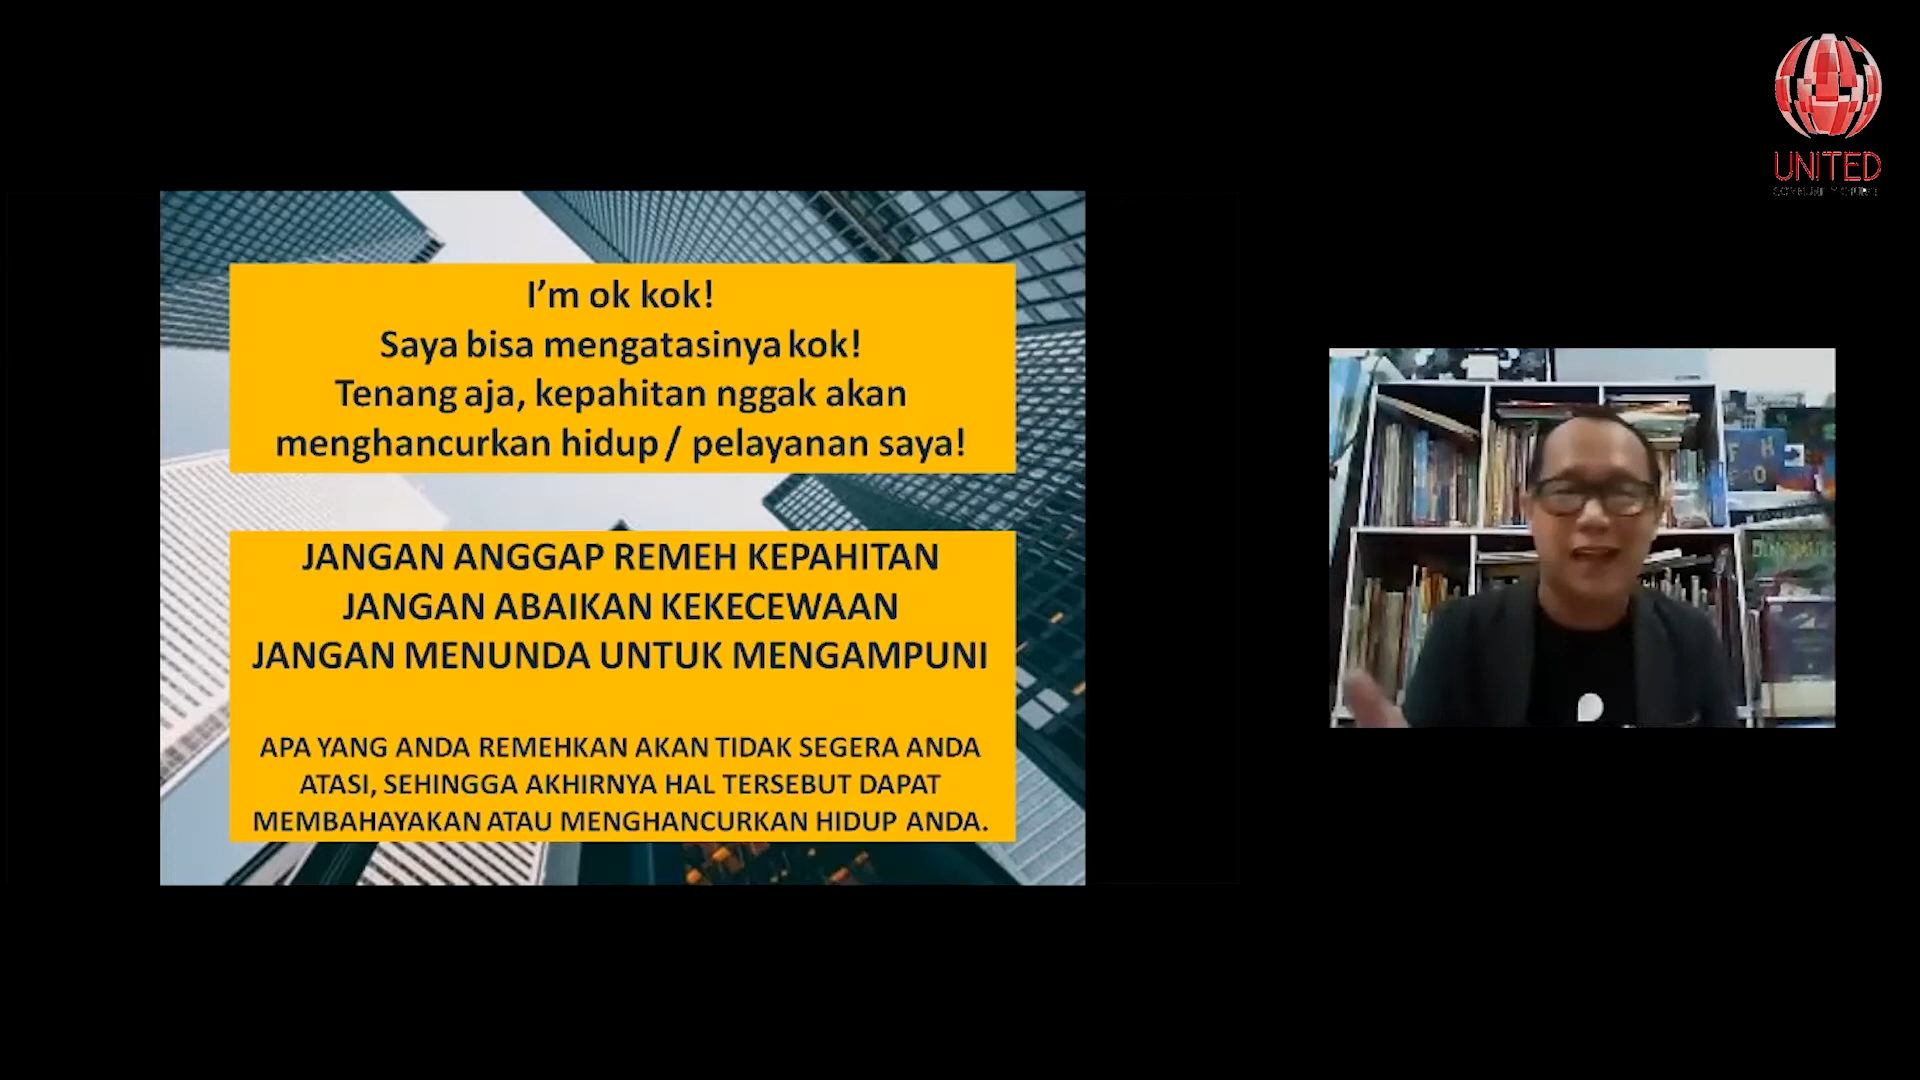 I'm ok kok!
Saya bisa mengatasinya kok!
Tenang aja, kepahitan nggak akan
menghancurkan hidup / pelayanan saya!
JANGAN ANGGAP REMEH KEPAHITAN
JANGAN ABAIKAN KEKECEWAAN
JANGAN MENUNDA UNTUK MENGAMPUNI
APA YANG ANDA REMEHKAN AKAN TIDAK SEGERA ANDA
ATASI, SEHINGGA AKHIRNYA HAL TERSEBUT DAPAT
MEMBAHAYAKAN ATAU MENGHANCURKAN HIDUP ANDA.
UNITED